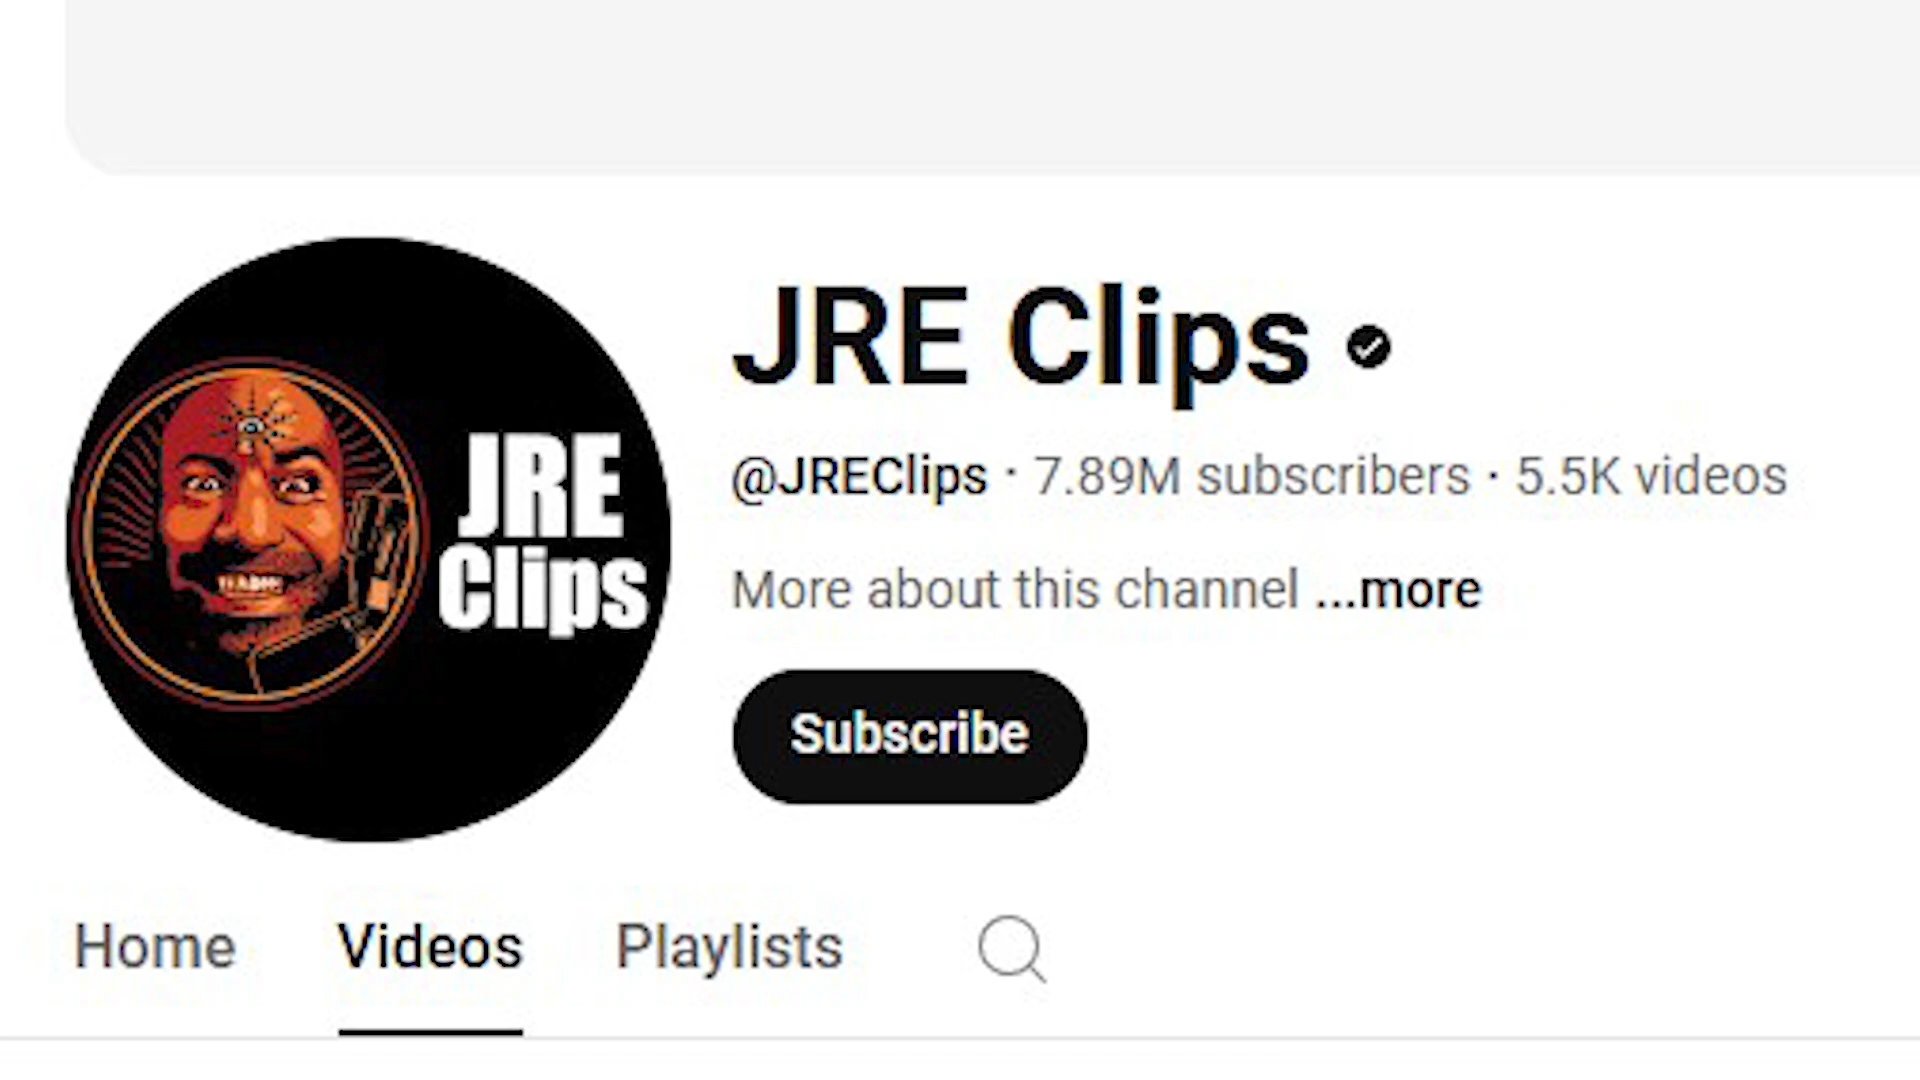 JRE
Clips
JRE Clips
@JREClips · 7.89M subscribers · 5.5K videos
More about this channel ...more
Subscribe
Home Videos Playlists